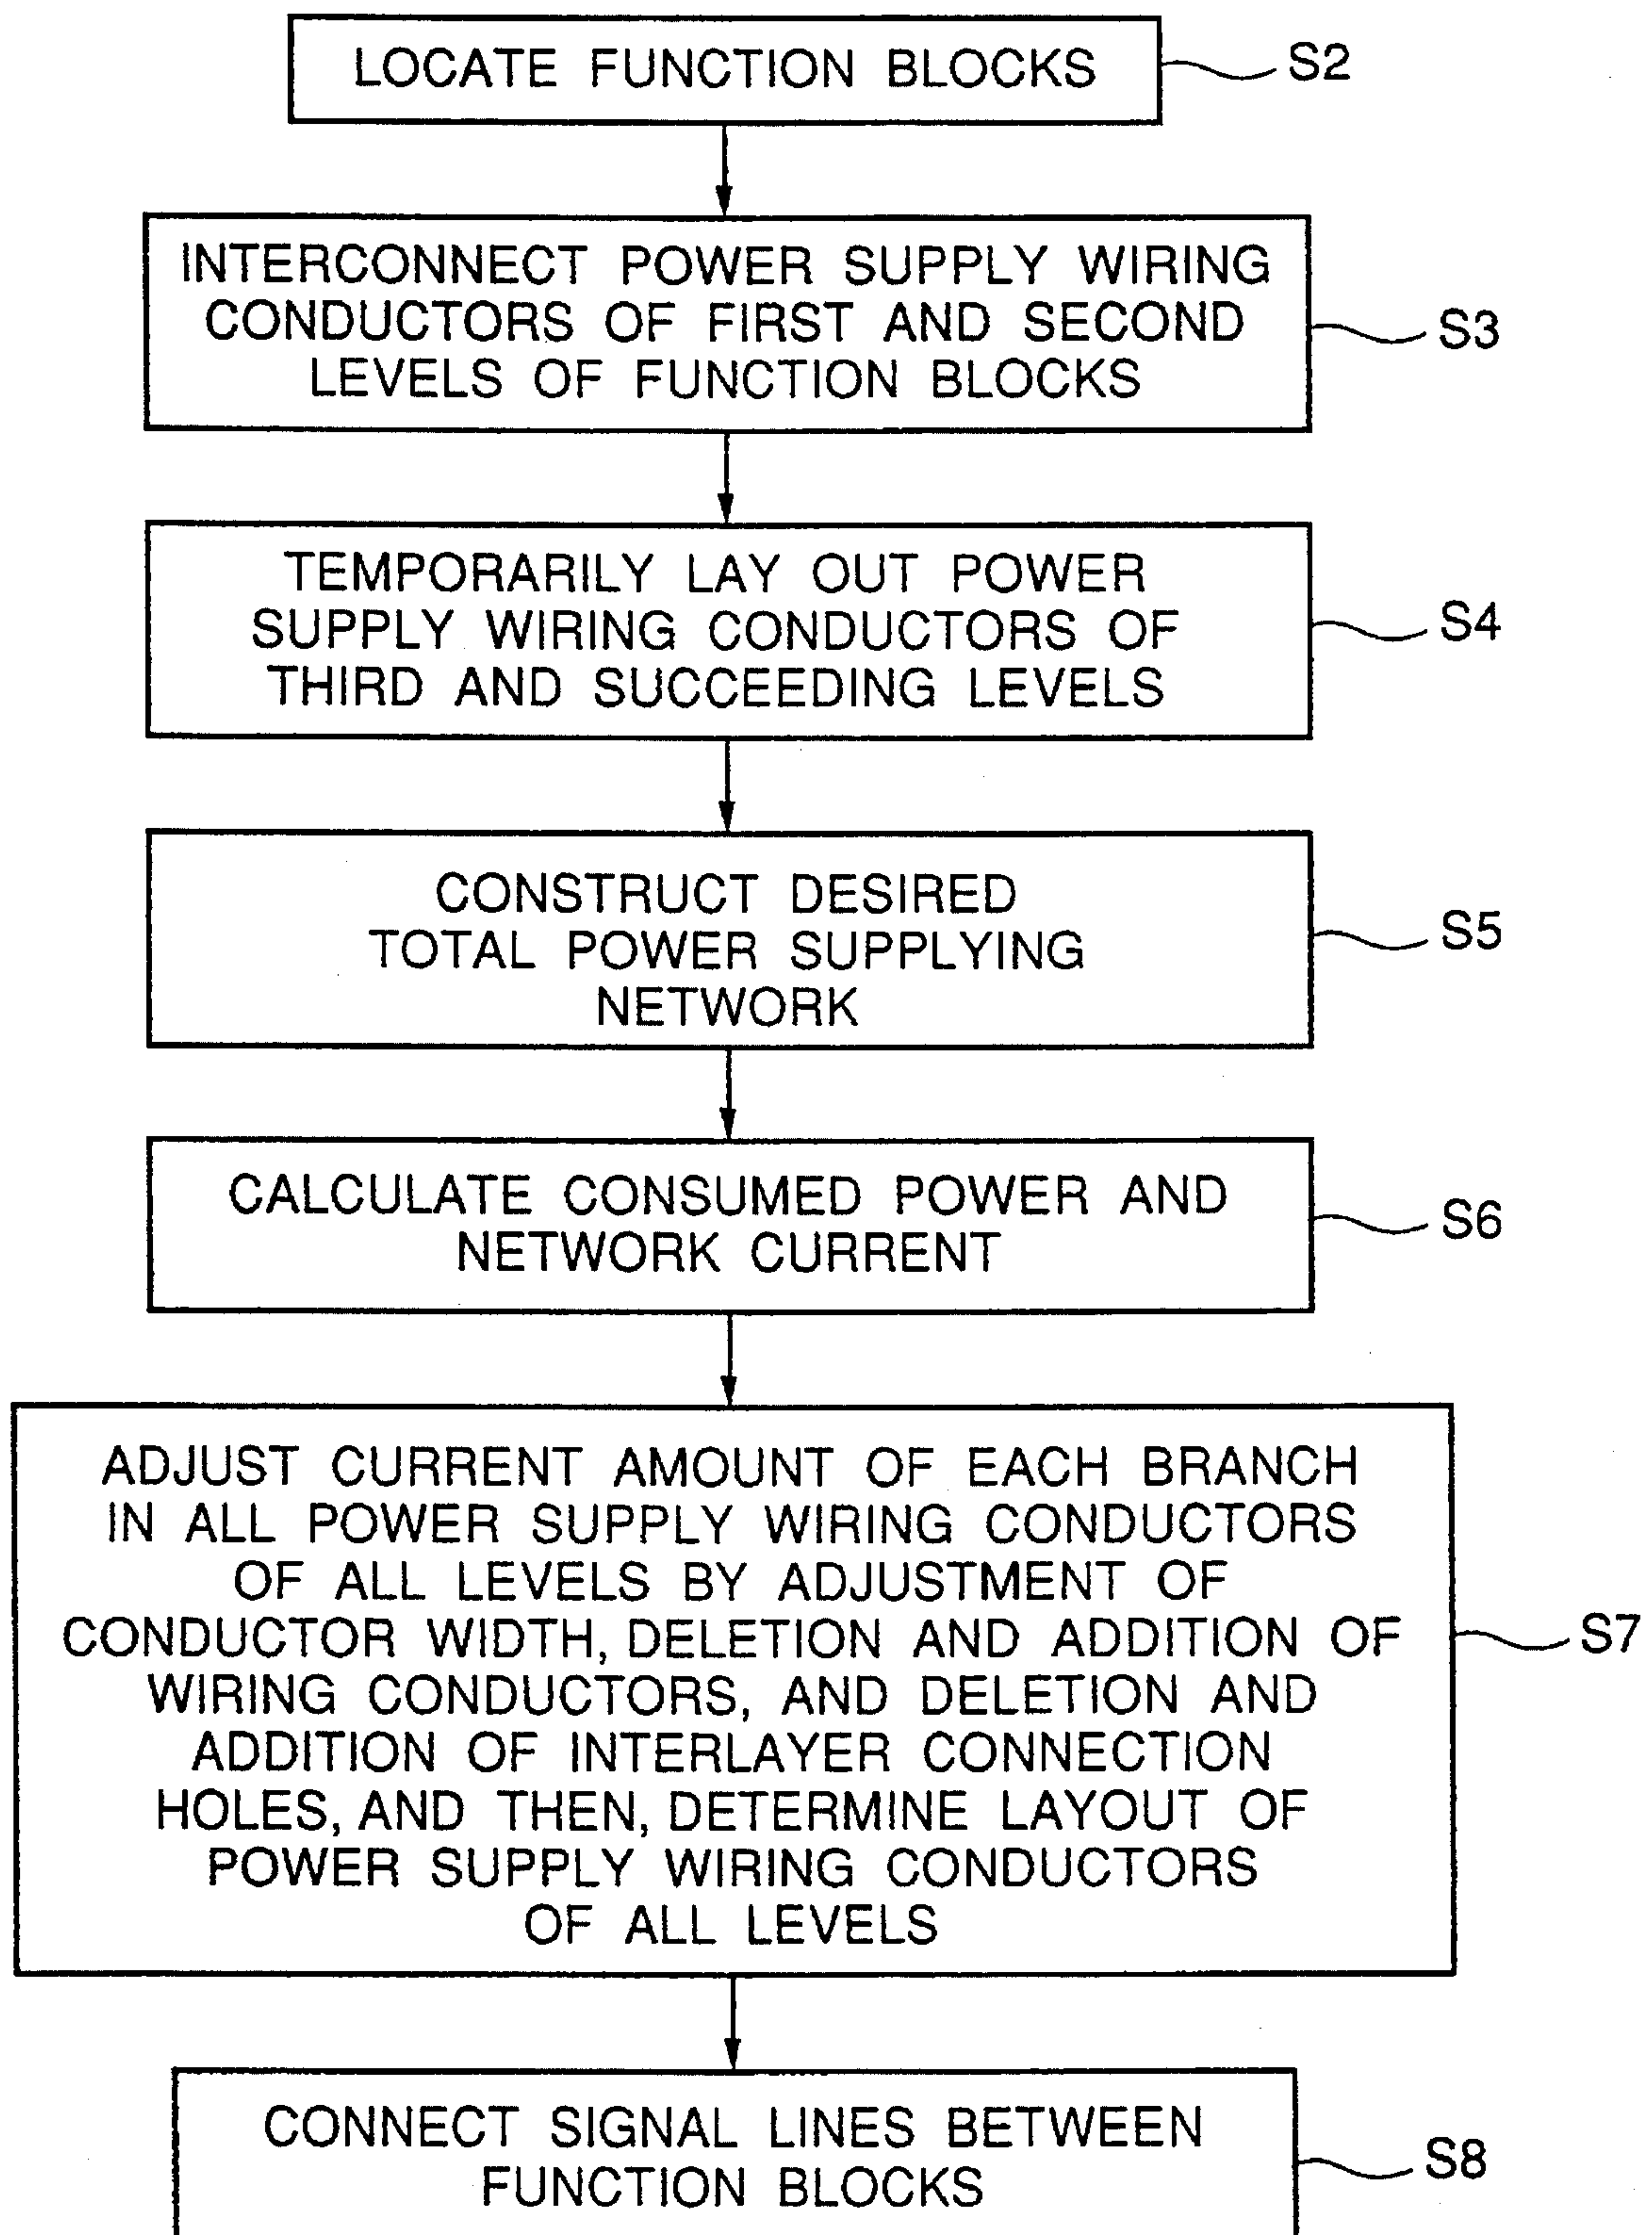 LOCATE FUNCTION BLOCKS
S2
INTERCONNECT POWER SUPPLY WIRING
CONDUCTORS OF FIRST AND SECOND
LEVELS OF FUNCTION BLOCKS
S3
TEMPORARILY LAY OUT POWER
SUPPLY WIRING CONDUCTORS OF
THIRD AND SUCCEEDING LEVELS
S4
CONSTRUCT DESIRED
TOTAL POWER SUPPLYING
NETWORK
S5
CALCULATE CONSUMED POWER AND
NETWORK CURRENT
S6
ADJUST CURRENT AMOUNT OF EACH BRANCH
IN ALL POWER SUPPLY WIRING CONDUCTORS
OF ALL LEVELS BY ADJUSTMENT OF
CONDUCTOR WIDTH, DELETION AND ADDITION OF
WIRING CONDUCTORS, AND DELETION AND
ADDITION OF INTERLAYER CONNECTION
HOLES, AND THEN, DETERMINE LAYOUT OF
POWER SUPPLY WIRING CONDUCTORS
OF ALL LEVELS
S7
CONNECT SIGNAL LINES BETWEEN
FUNCTION BLOCKS
S8